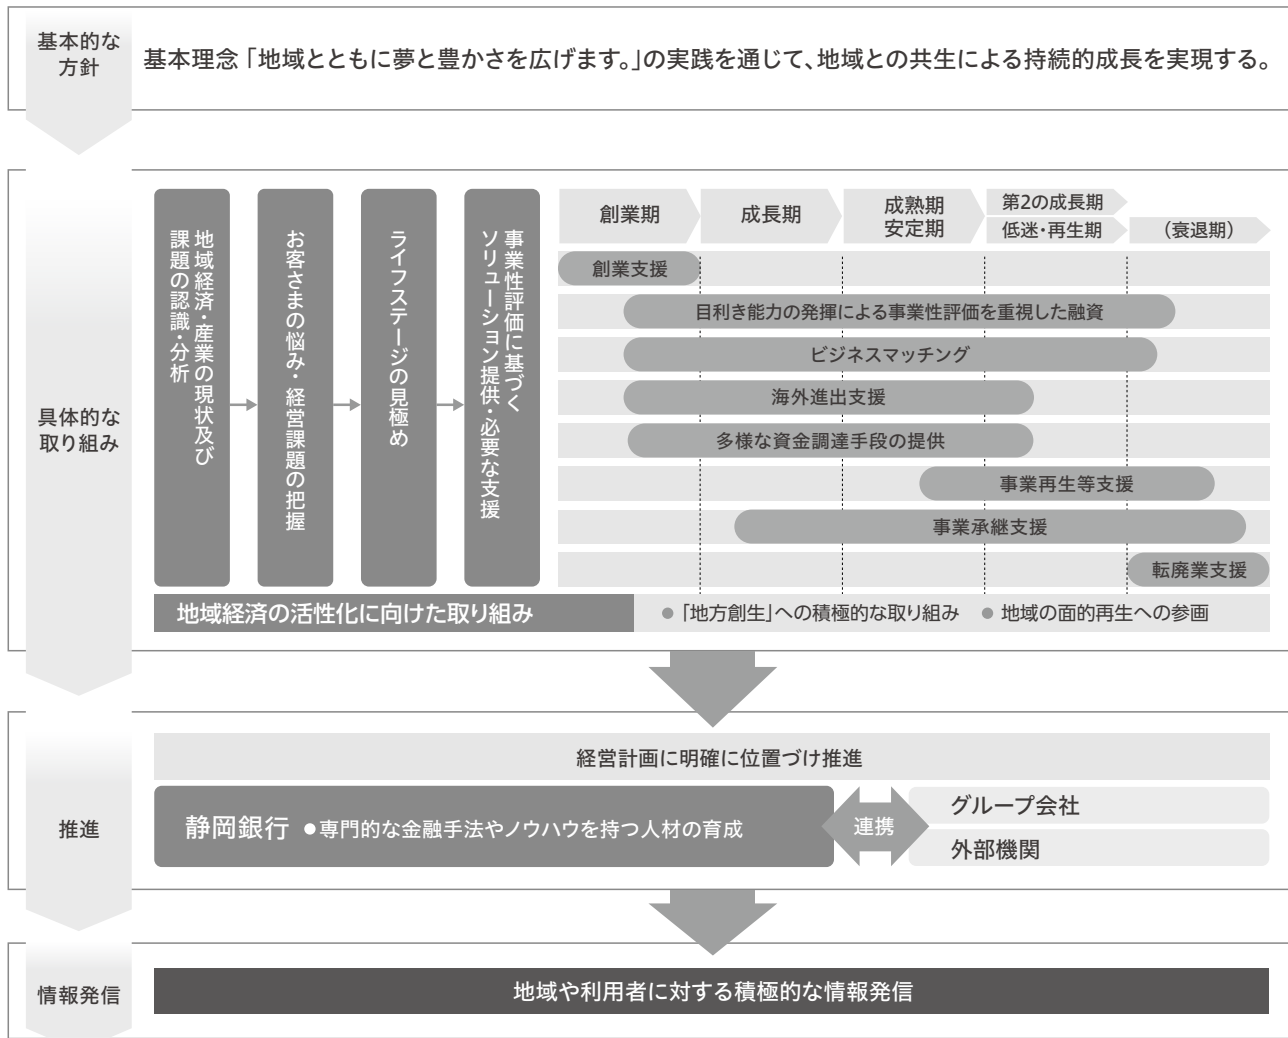 基本的な
方針
基本理念「地域とともに夢と豊かさを広げます。」の実践を通じて、地域との共生による持続的成長を実現する。
具体的な
取り組み
地域経済・産業の現状及び
課題の認識・分析
お客さまの悩み・経営課題の把握
ライフステージの見極め
事業性評価に基づく
ソリューション提供・必要な支援
創業期
成長期
成熟期
安定期
第2の成長期
低迷・再生期
(衰退期)
創業支援
目利き能力の発揮による事業性評価を重視した融資
ビジネスマッチング
海外進出支援
多様な資金調達手段の提供
事業再生等支援
事業承継支援
転廃業支援
地域経済の活性化に向けた取り組み
●「地方創生」への積極的な取り組み ● 地域の面的再生への参画
推進
経営計画に明確に位置づけ推進
静岡銀行 ●専門的な金融手法やノウハウを持つ人材の育成
連携
グループ会社
外部機関
情報発信
地域や利用者に対する積極的な情報発信